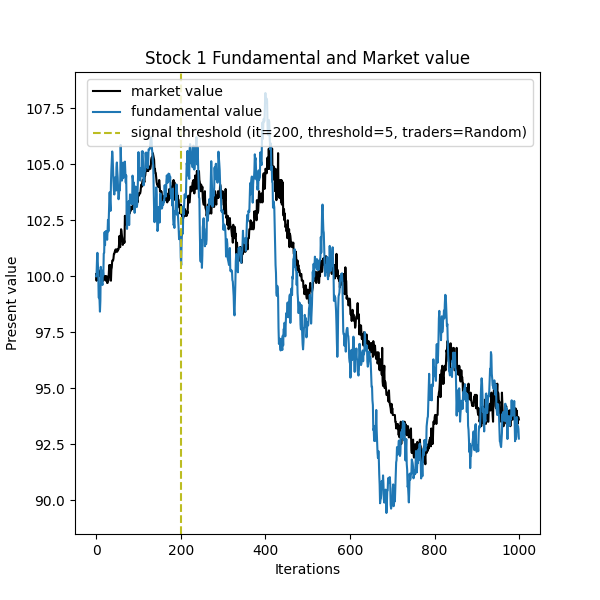 Stock 1 Fundamental and Market value
market value
fundamental value
signal threshold (it=200, threshold=5, traders=Random)
107.5
105.0
102.5
100.0
97.5
95.0
92.5
90.0
Present value
0 200 400 600 800 1000
Iterations